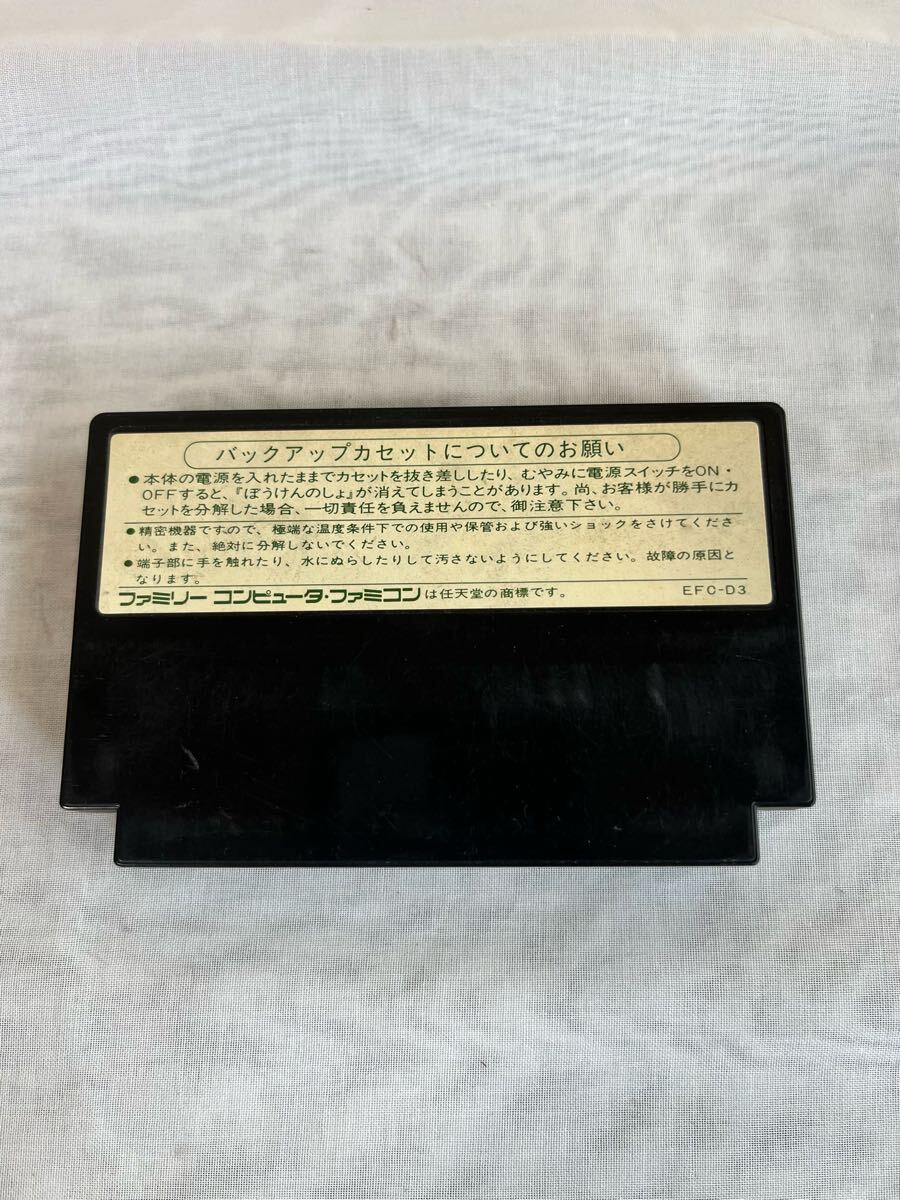 バックアップカセットについてのお願い
●本体の電源を入れたままでカセットを抜き差ししたり、むやみに電源スイッチをON・
OFFすると、『ぼうけんのしょ』が消えてしまうことがあります。尚、お客様が勝手にカ
セットを分解した場合、一切責任を負えませんので、御注意下さい。
●精密機器ですので、極端な温度条件下での使用や保管および強いショックをさけてくださ
い。また、絶対に分解しないでください。
●端子部に手を触れたり、水にぬらしたりして汚さないようにしてください。故障の原因と
なります。
ファミリーコンピュータ・ファミコンは任天堂の商標です。 EFC-D3